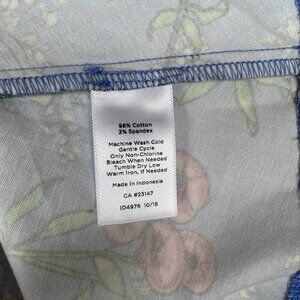 98% Cotton
2% Spandex
Machine Wash Cold
Gentle Cycle
Only Non-Chlorine
Bleach When Needed
Tumble Dry Low
Warm Iron, If Needed
Made In Indonesia
CA #23147
ID4976 10/18